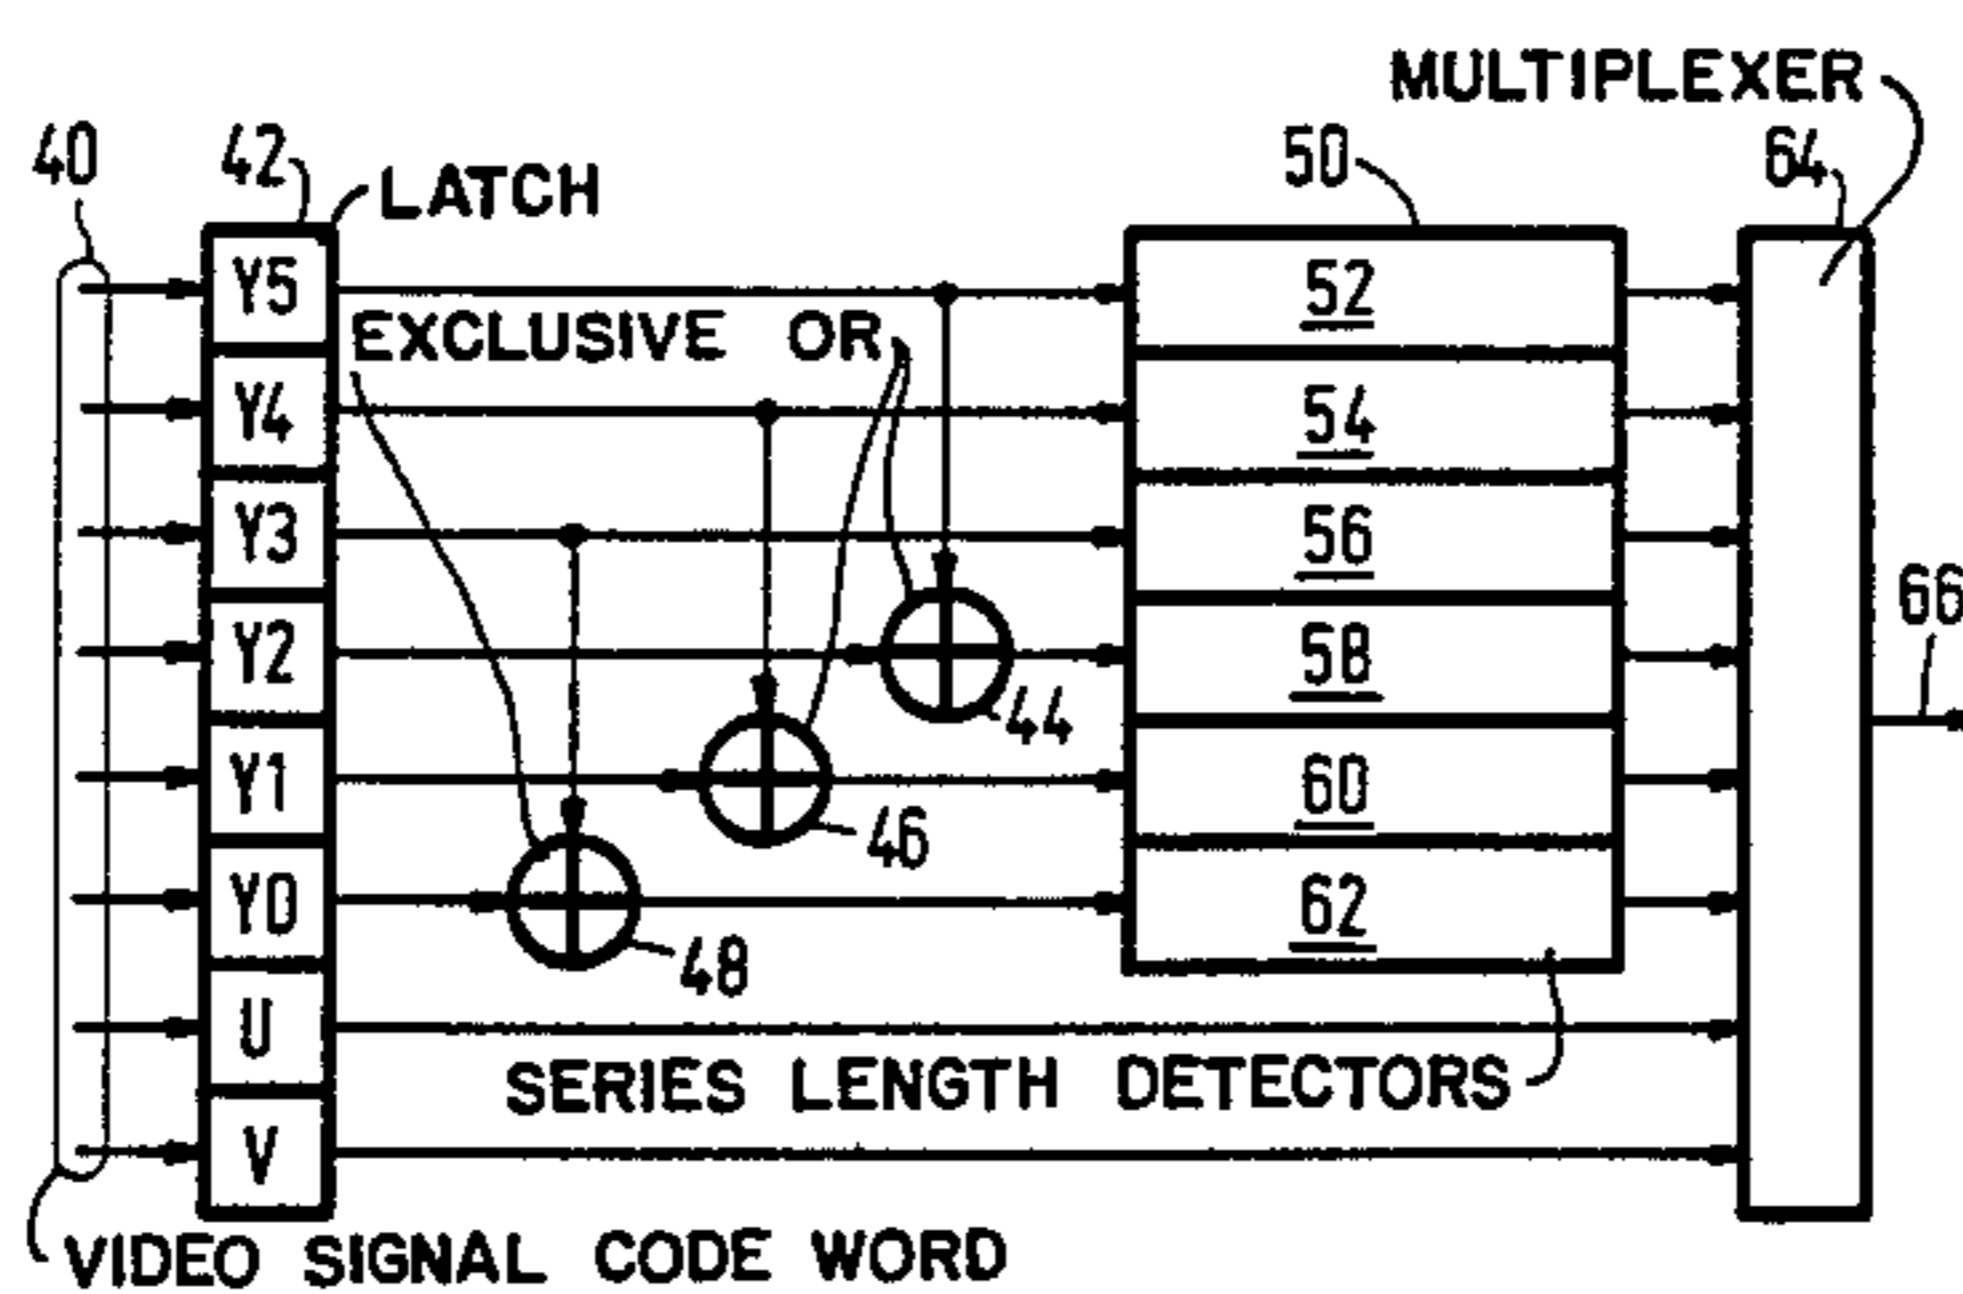 MULTIPLEXER
40
42
LATCH
50
64
Y5
52
EXCLUSIVE OR
Y4
54
Y3
56
66
Y2
58
44
Y1
60
46
Y0
62
48
U
SERIES LENGTH DETECTORS
V
VIDEO SIGNAL CODE WORD